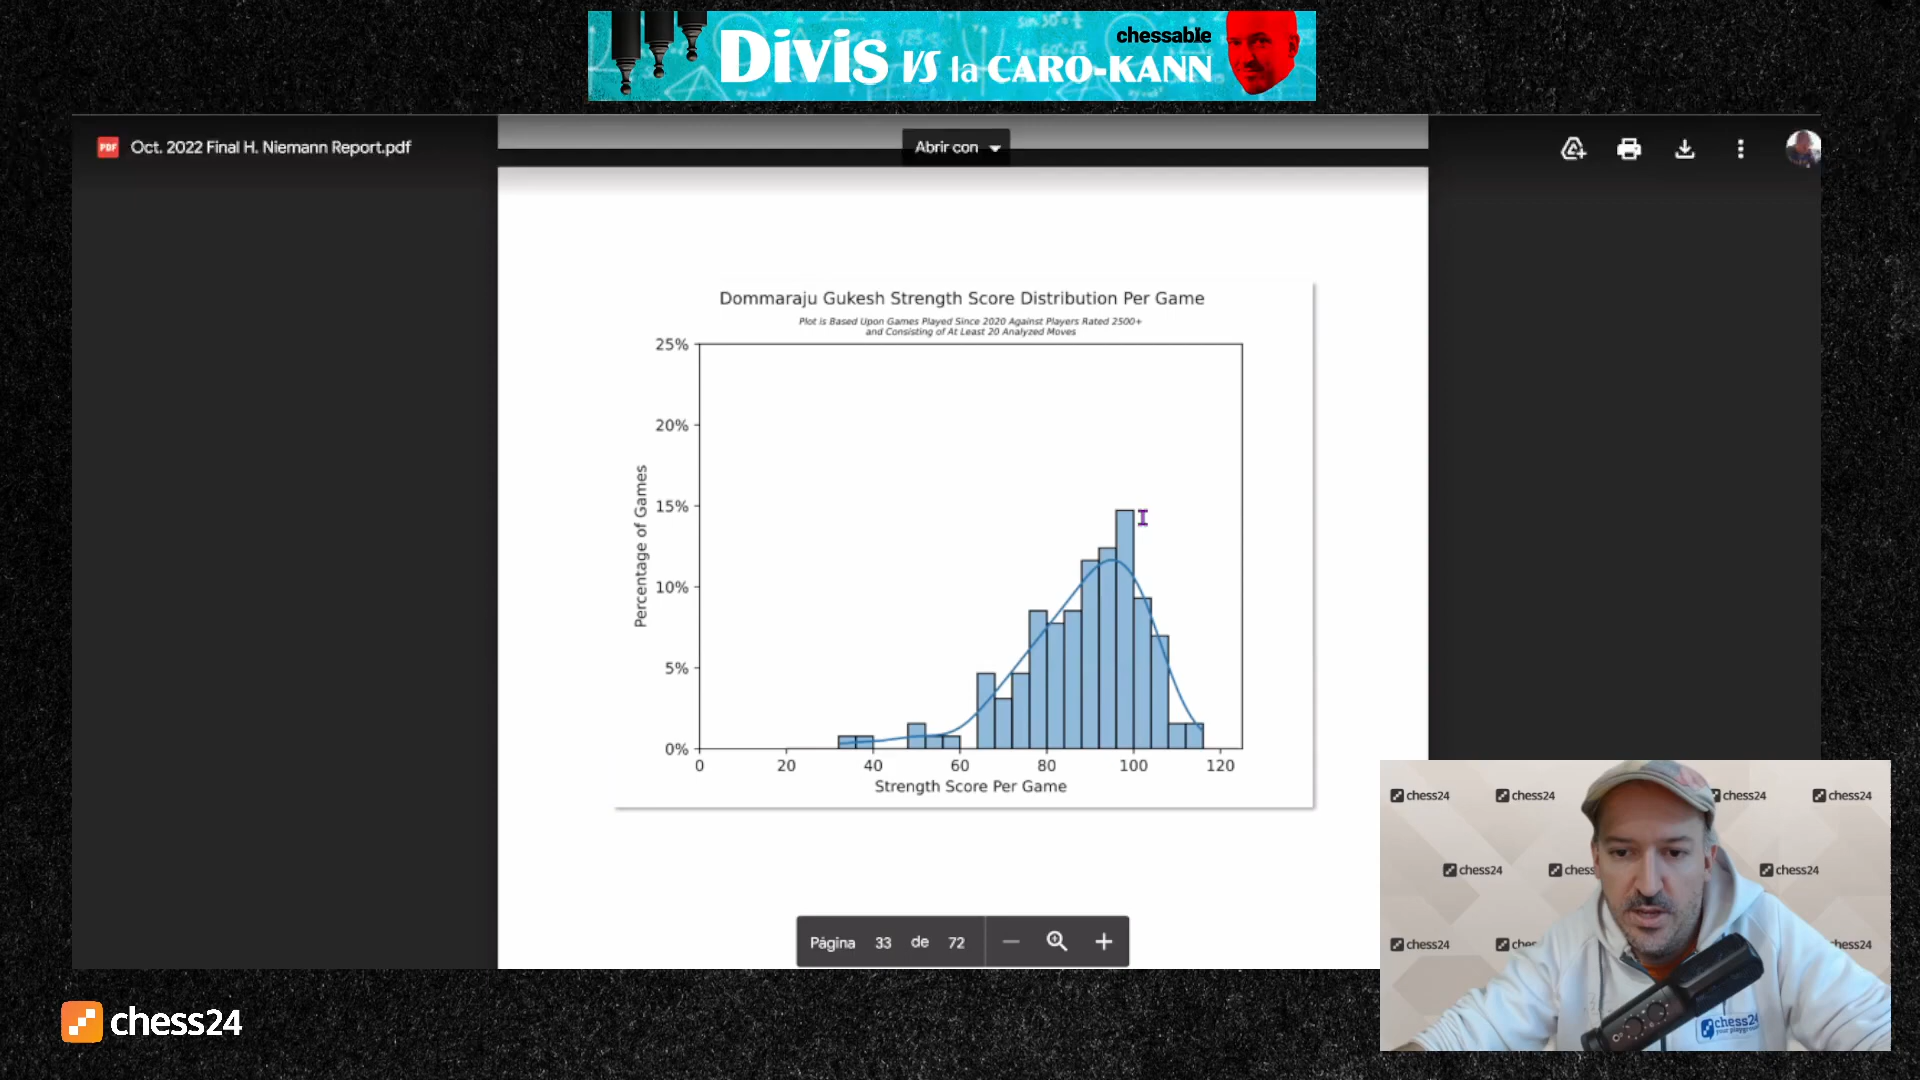 chessable
Divis VS la CARO-KANN
PDF
Oct. 2022 Final H. Niemann Report.pdf
Abrir con
Dommaraju Gukesh Strength Score Distribution Per Game
Plot is Based Upon Games Played Since 2020 Against Players Rated 2500+
and Consisting of At Least 20 Analyzed Moves
Percentage of Games
25%
20%
15%
10%
5%
0%
0 20 40 60 80 100 120
Strength Score Per Game
Página 33 de 72
chess24
chess24 chess24 chess24 chess24
chess24 chess chess24
chess24 chess24
chess24